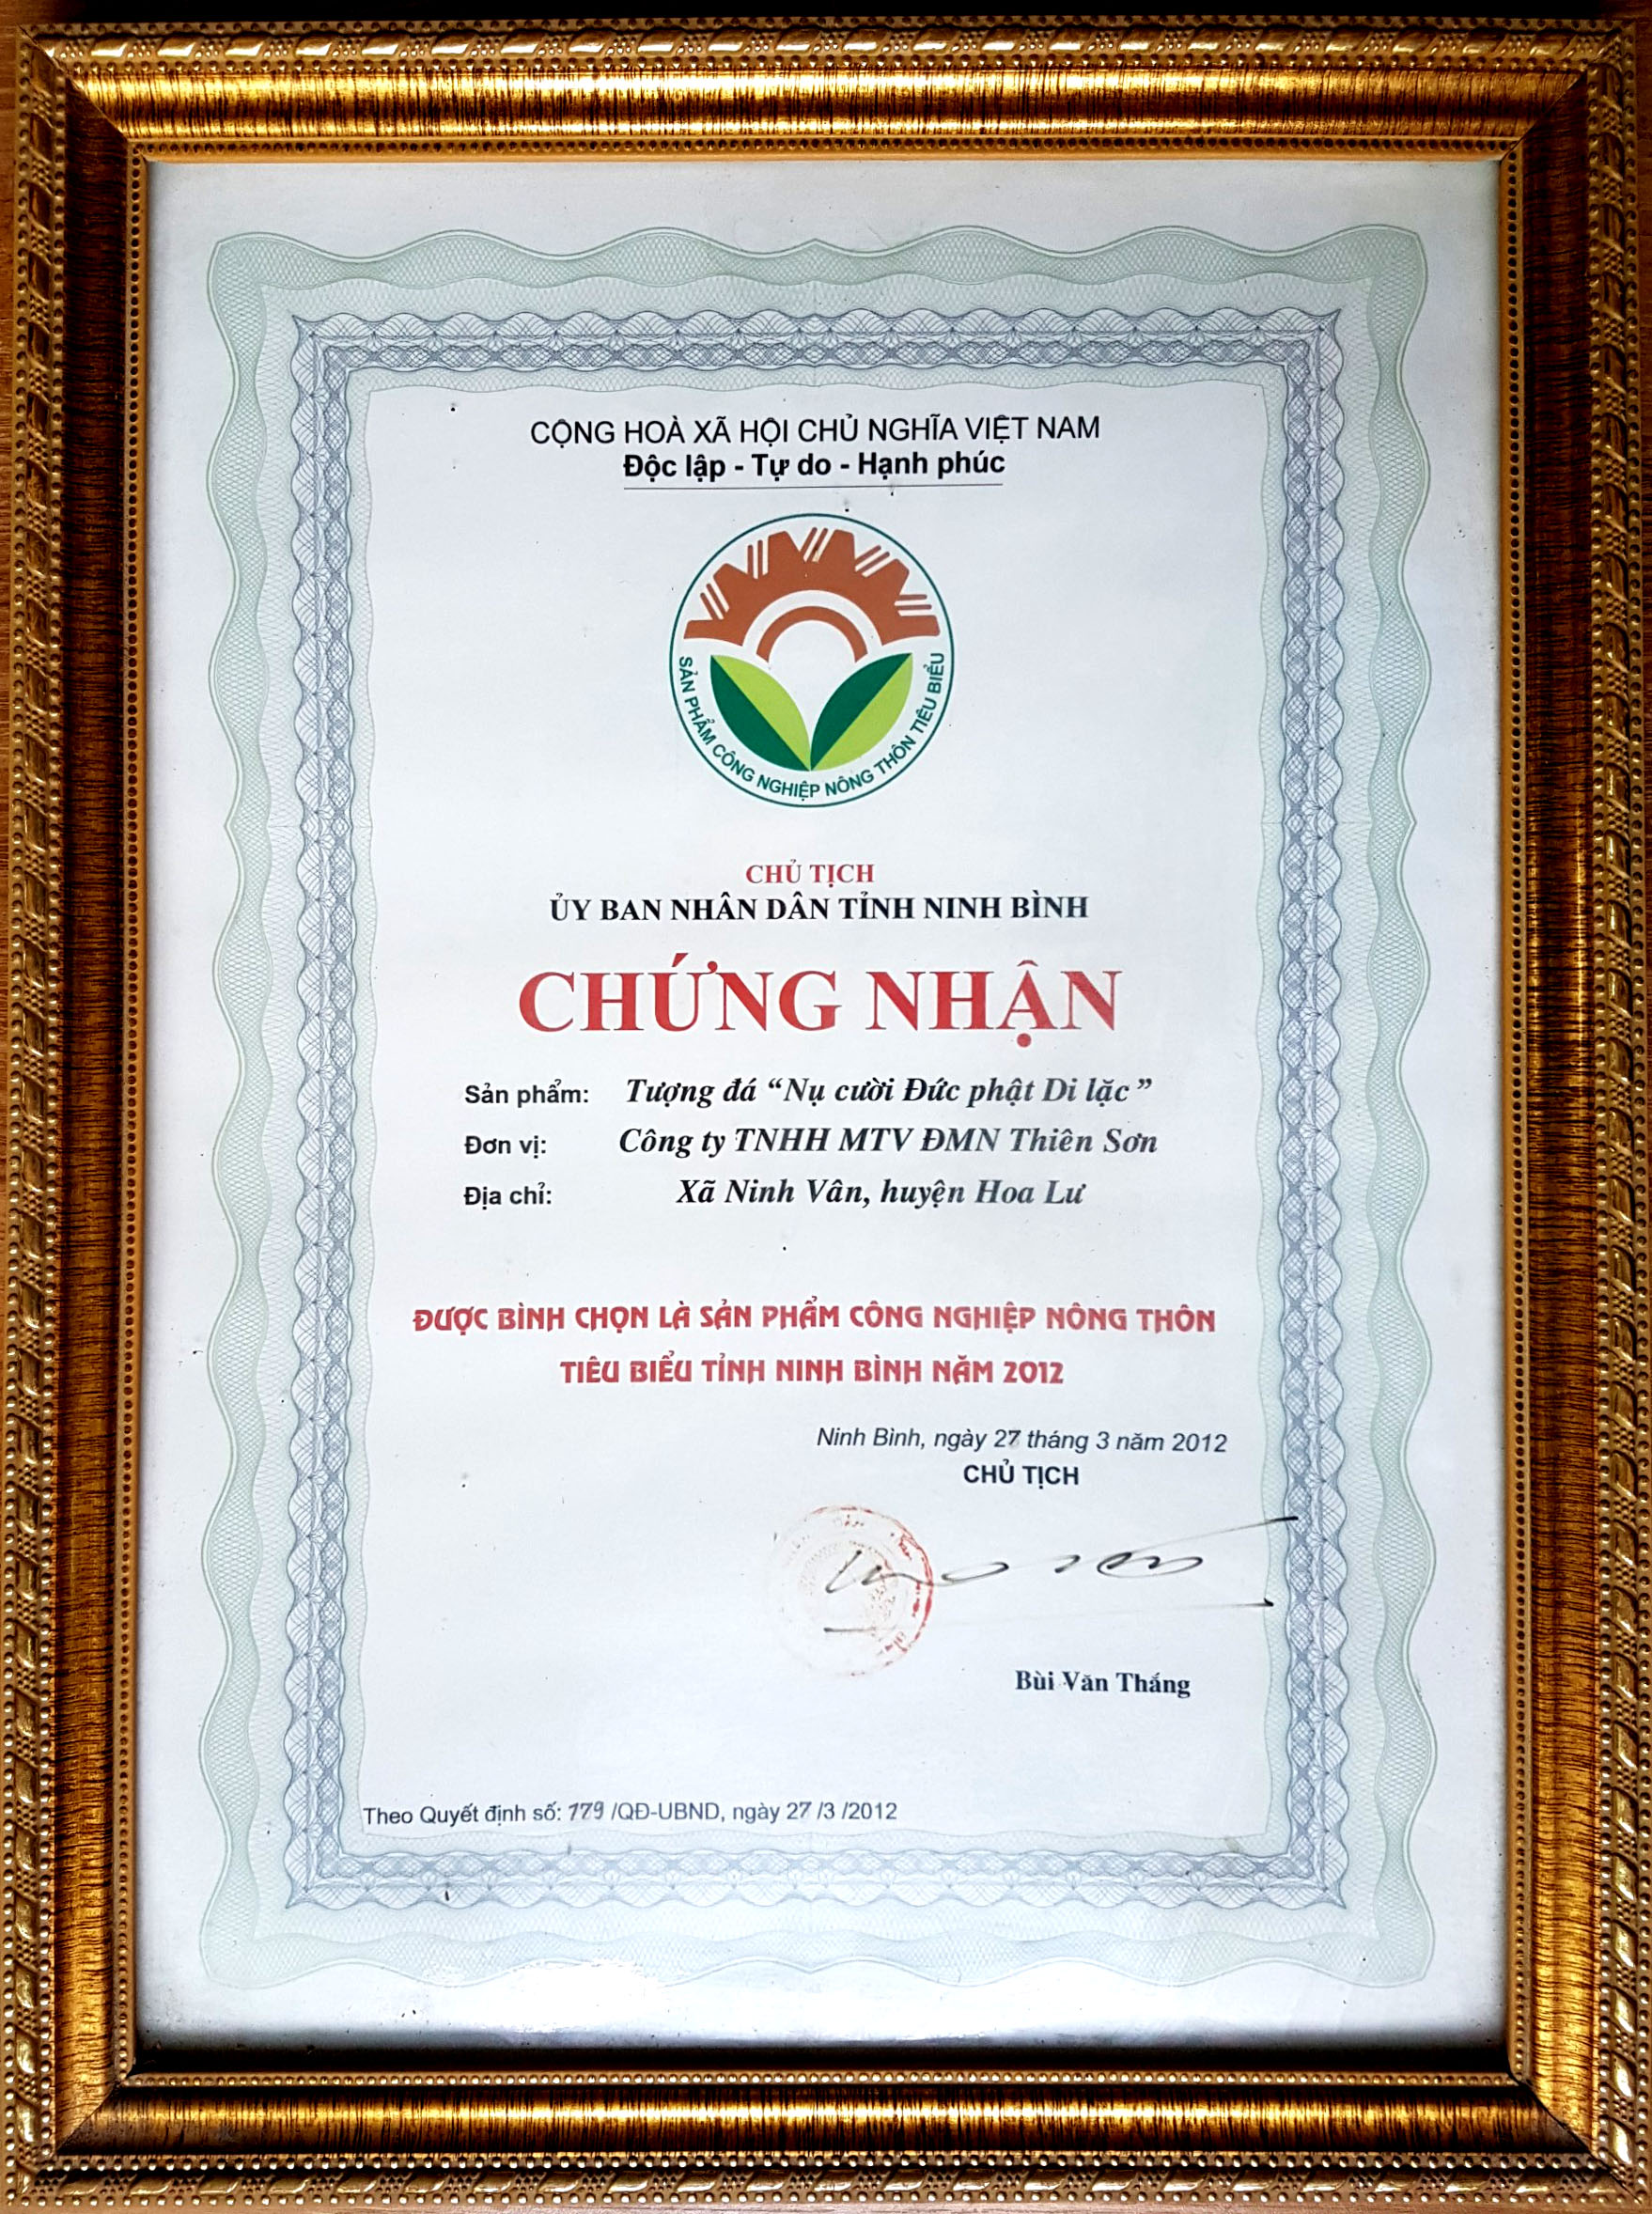 CỘNG HOÀ XÃ HỘI CHỦ NGHĨA VIỆT NAM
Độc lập - Tự do - Hạnh phúc
SẢN PHẨM CÔNG NGHIỆP NÔNG THÔN TIÊU BIỂU
CHỦ TỊCH
ỦY BAN NHÂN DÂN TỈNH NINH BÌNH
CHỨNG NHẬN
Sản phẩm: Tượng đá “Nụ cười Đức phật Di lặc”
Đơn vị: Công ty TNHH MTV ĐMN Thiên Sơn
Địa chỉ: Xã Ninh Vân, huyện Hoa Lư
ĐƯỢC BÌNH CHỌN LÀ SẢN PHẨM CÔNG NGHIỆP NÔNG THÔN
TIÊU BIỂU TỈNH NINH BÌNH NĂM 2012
Ninh Bình, ngày 27 tháng 3 năm 2012
CHỦ TỊCH
Bùi Văn Thắng
Theo Quyết định số: 179 /QĐ-UBND, ngày 27 /3 /2012